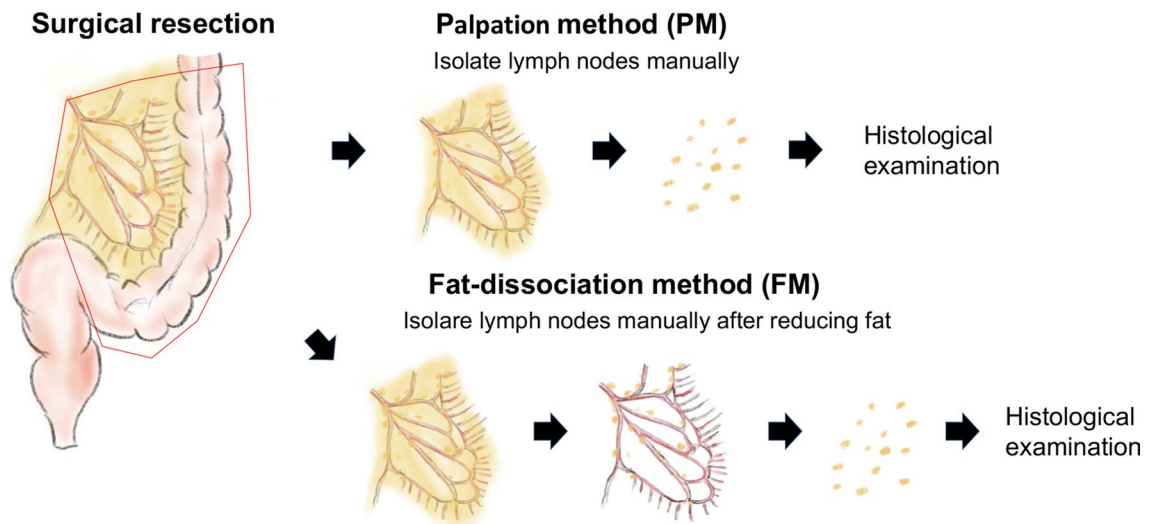 Surgical resection
Palpation method (PM)
Isolate lymph nodes manually
Histological
examination
Fat-dissociation method (FM)
Isolare lymph nodes manually after reducing fat
Histological
examination